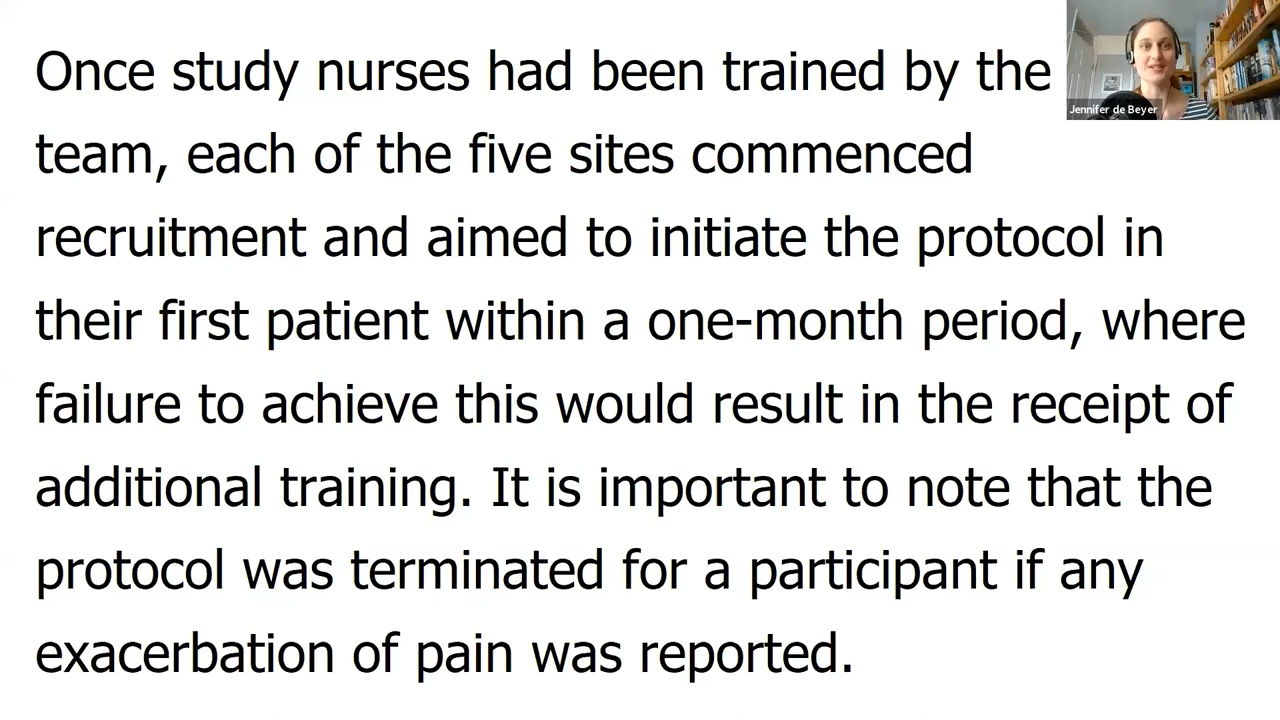 Once study nurses had been trained by the
Jennifer de Beyer
team, each of the five sites commenced
recruitment and aimed to initiate the protocol in
their first patient within a one-month period, where
failure to achieve this would result in the receipt of
additional training. It is important to note that the
protocol was terminated for a participant if any
exacerbation of pain was reported.